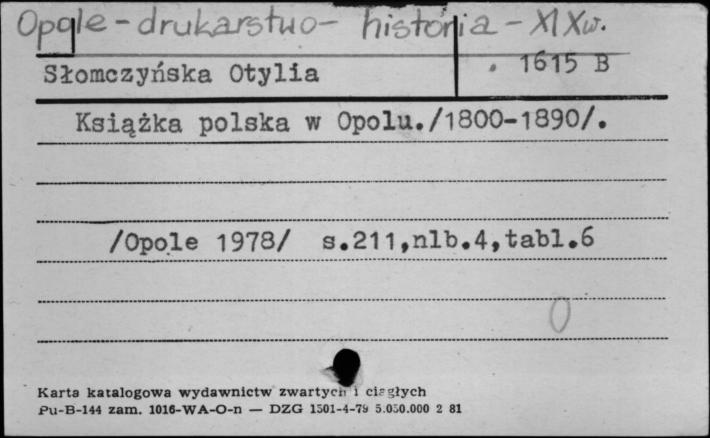 Opole - drukarstwo - historia - XIXw.
Słomczyńska Otylia
. 1615 B
Książka polska w Opolu./1800-1890/.
/Opole 1978/ s.211,nlb.4,tabl.6
0
Karta katalogowa wydawnictw zwartych i ciągłych
Pu-B-144 zam. 1016-WA-O-n — DZG 1501-4-79 5.050.000 2 81